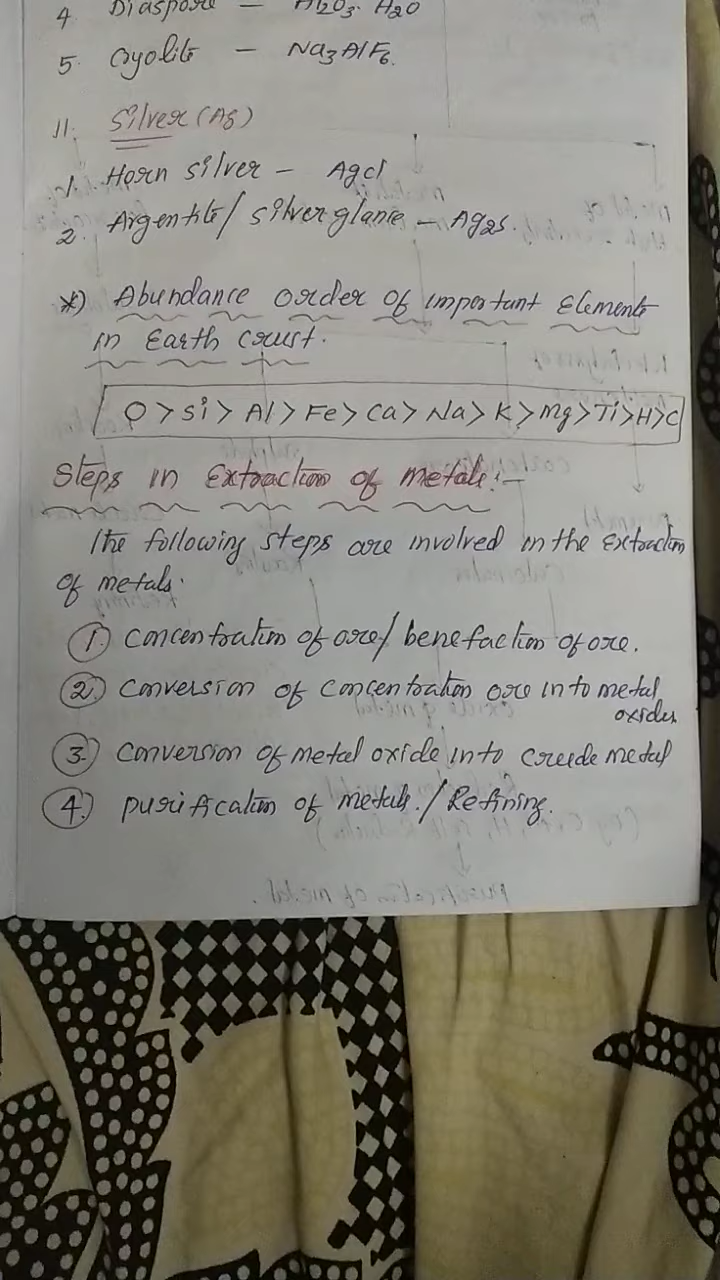 4. Diaspore — Al2O3. H2O
5. Cryolite — Na3AlF6.
11. Silver (Ag)
1. Horn silver — Agcl
2. Argentite/ silverglance — Ag2s.
*) Abundance order of important Elements
in Earth crust.
O > Si > Al > Fe > Ca > Na > K > Mg > Ti > H > C
Steps in Extraction of metals:-
The following steps are involved in the Extraction
of metals.
1. Concentration of ore/ benefaction of ore.
2. Conversion of Concentration ore into metal
oxides
3. Conversion of metal oxide into crude metal
4. purification of metals./ Refining.